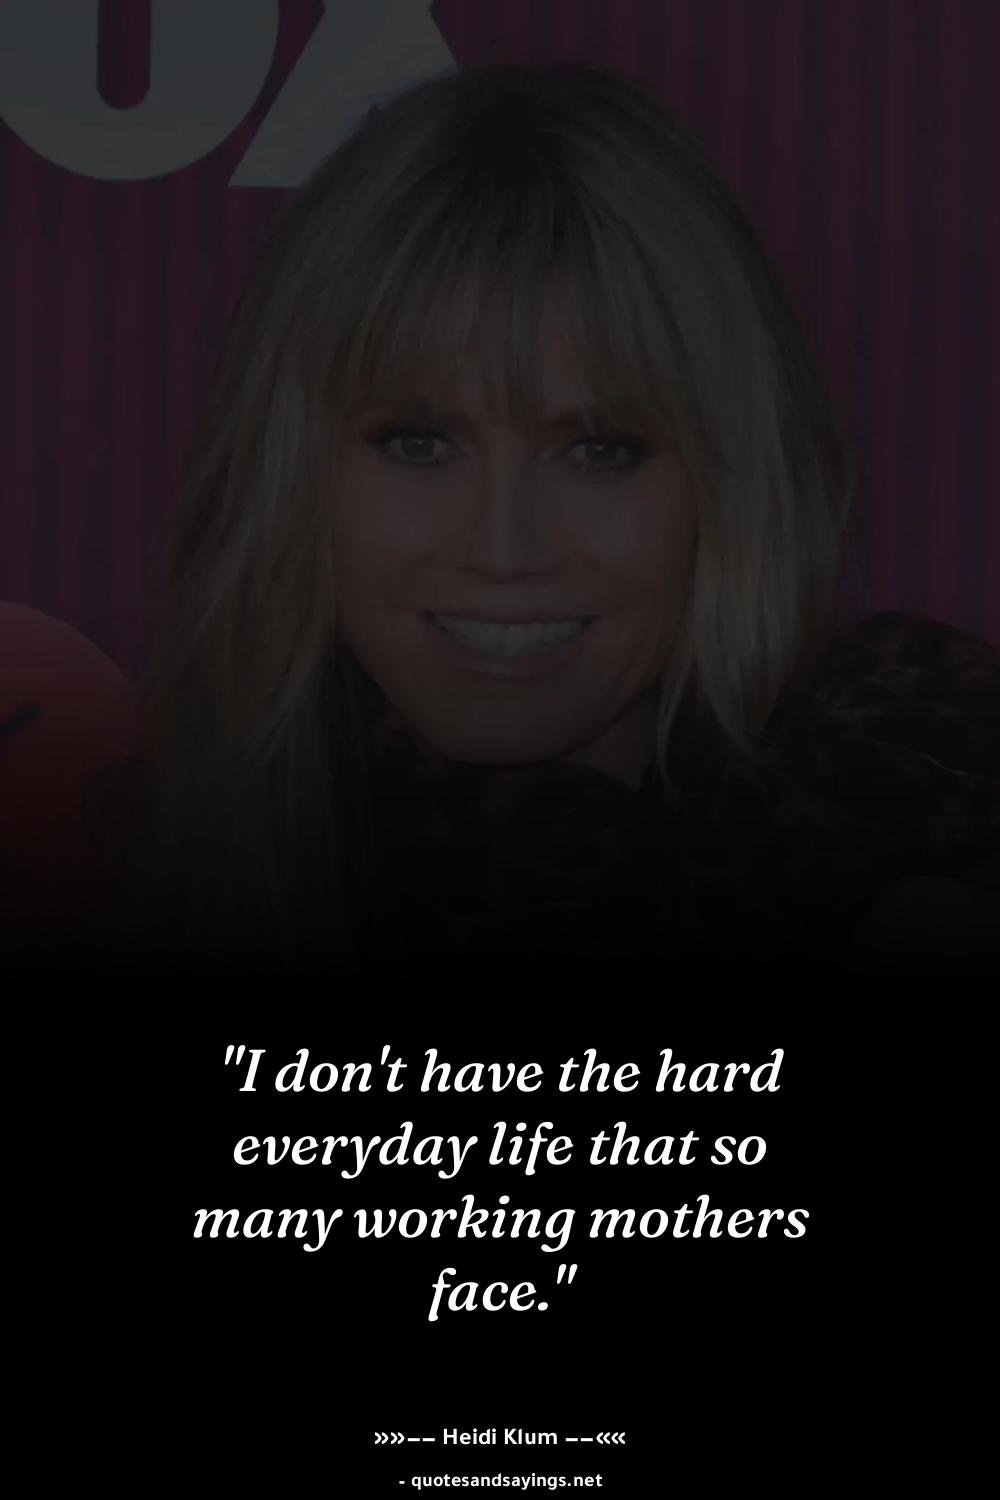 "I don't have the hard
everyday life that so
many working mothers
face."
»»—— Heidi Klum ——««
- quotesandsayings.net